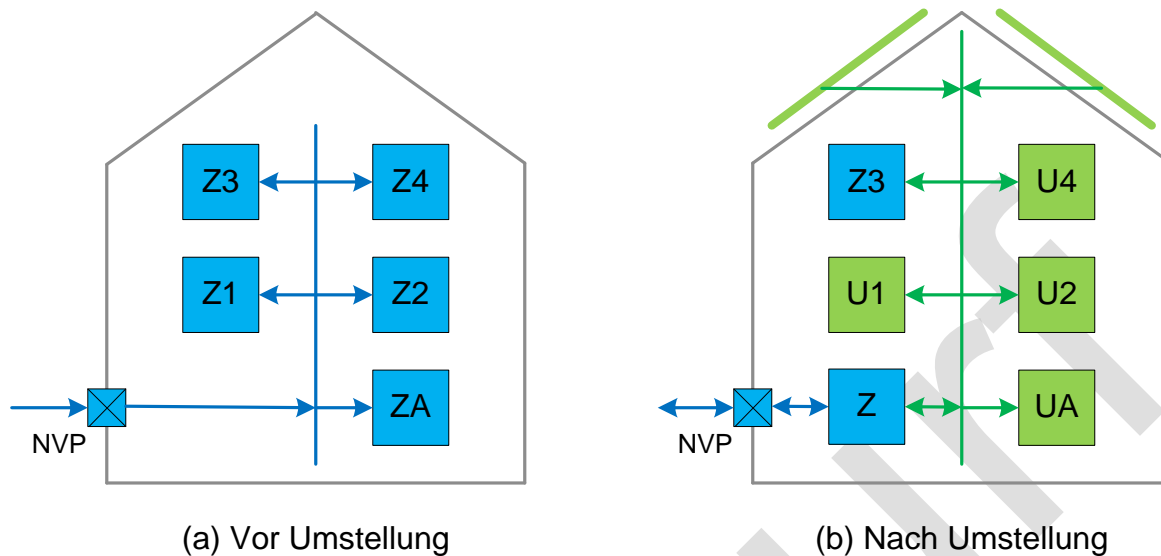 Z3 Z4
Z1 Z2
ZA
NVP
(a) Vor Umstellung
Z3 U4
U1 U2
Z UA
NVP
(b) Nach Umstellung